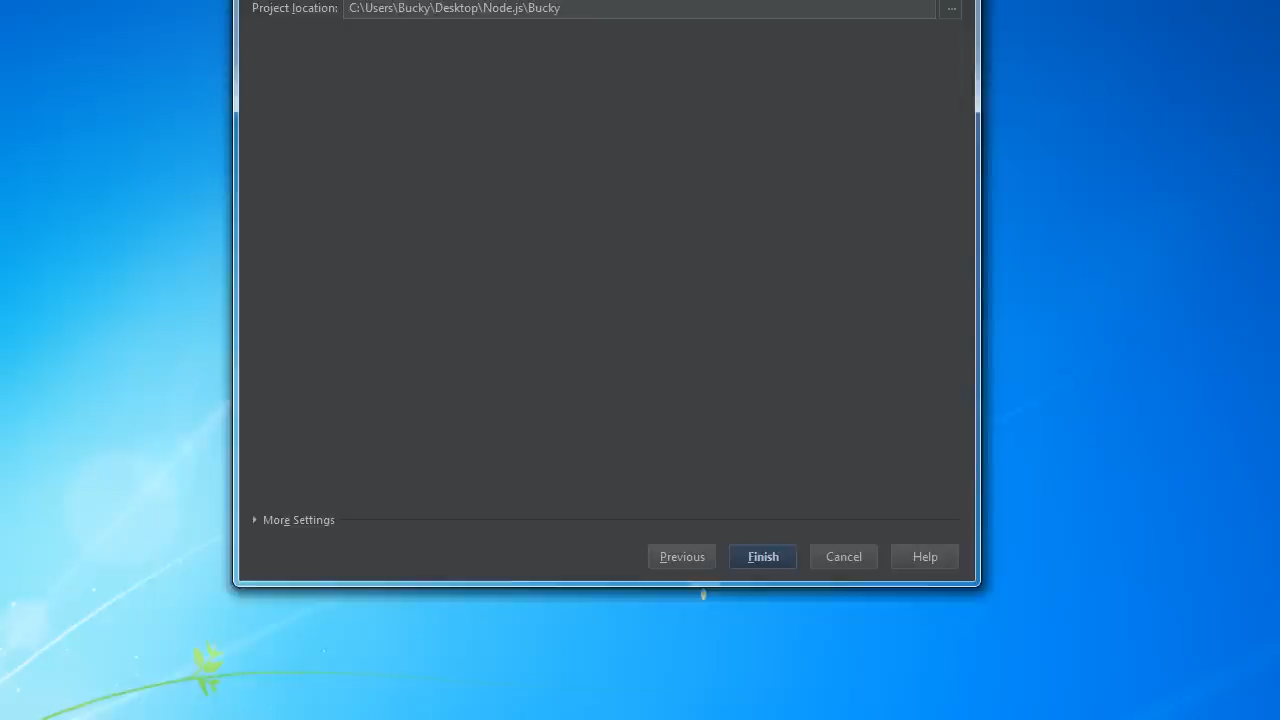 Project location: C:\Users\Bucky\Desktop\Node.js\Bucky ...
More Settings
Previous Finish Cancel Help